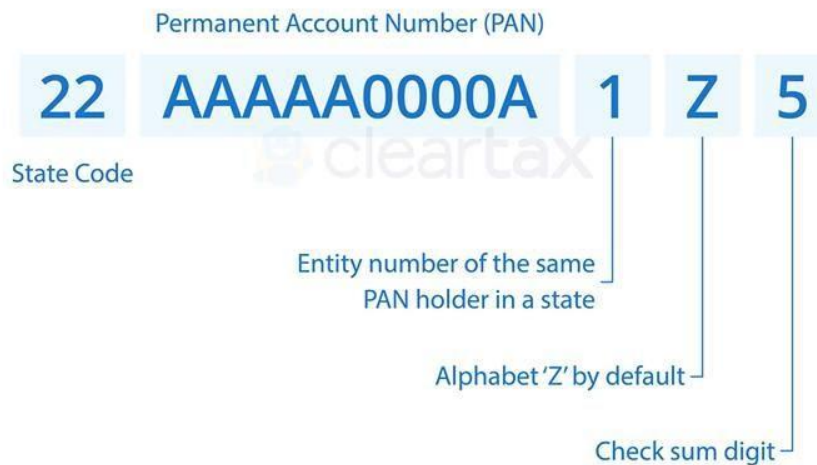 Permanent Account Number (PAN)
22 AAAAA0000A 1 Z 5
cleartax
State Code
Entity number of the same
PAN holder in a state
Alphabet ‘Z’ by default
Check sum digit